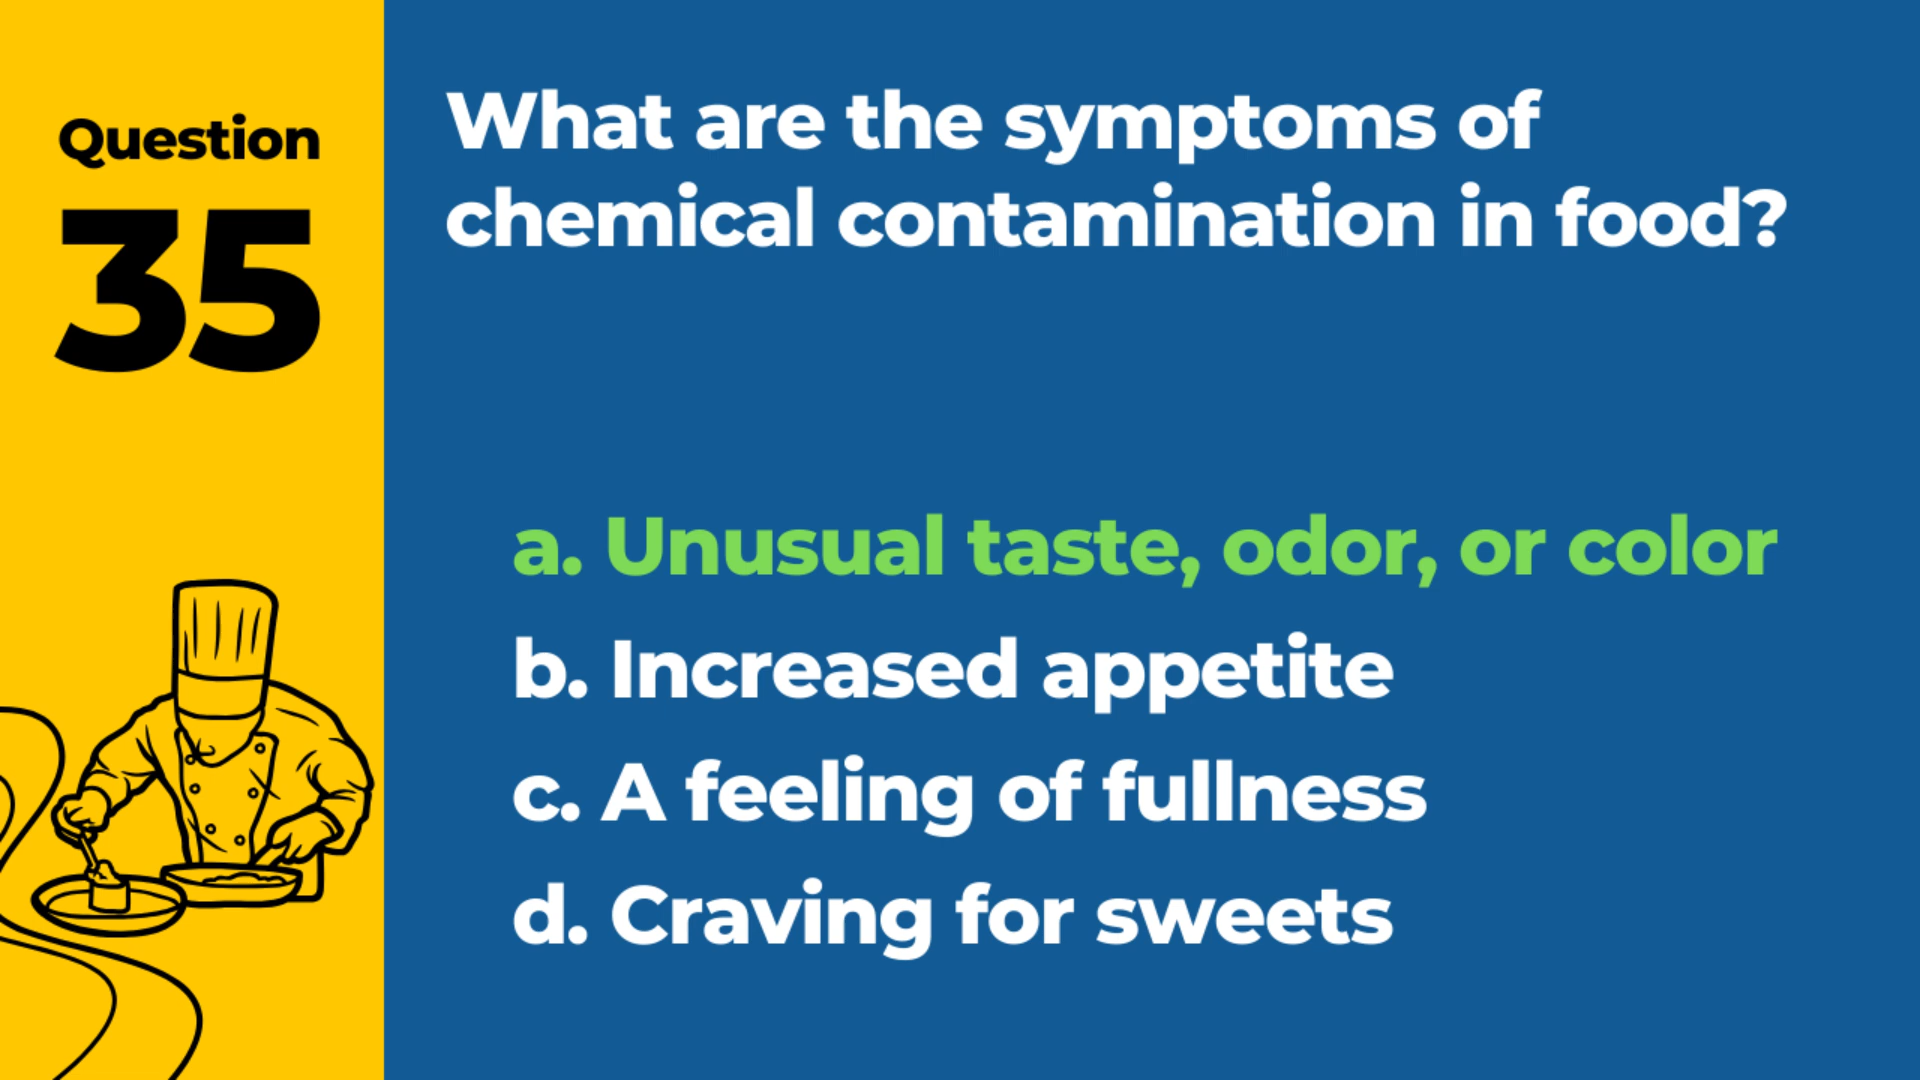 Question
35
What are the symptoms of
chemical contamination in food?
a. Unusual taste, odor, or color
b. Increased appetite
c. A feeling of fullness
d. Craving for sweets